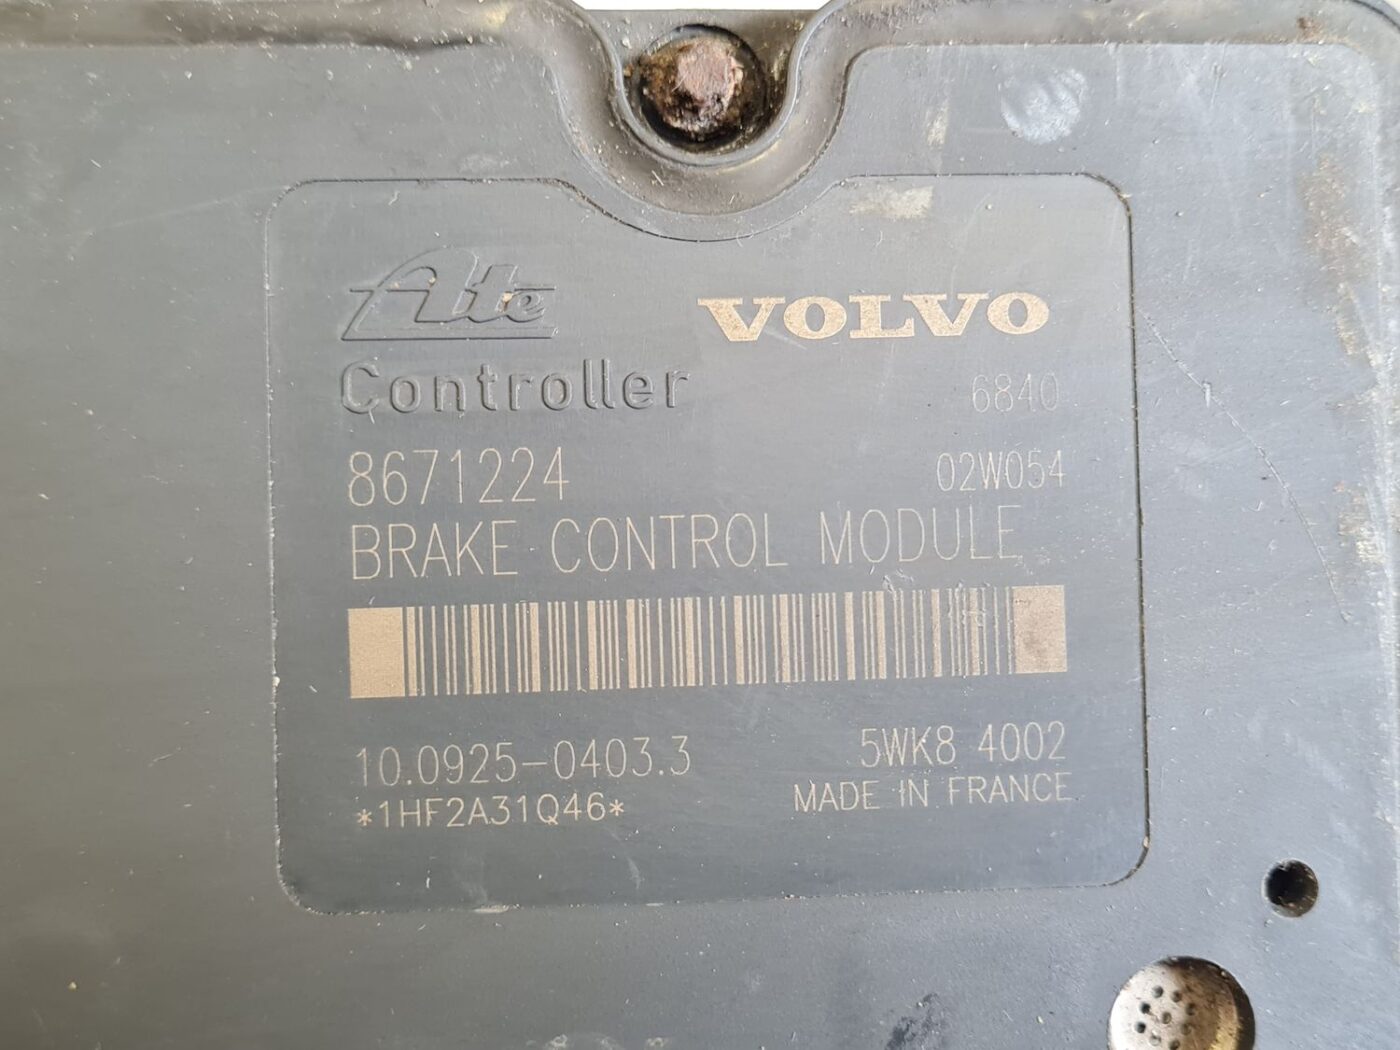 Ate VOLVO
Controller 6840
8671224 02W054
BRAKE CONTROL MODULE
10.0925-0403.3 5WK8 4002
*1HF2A31Q46* MADE IN FRANCE